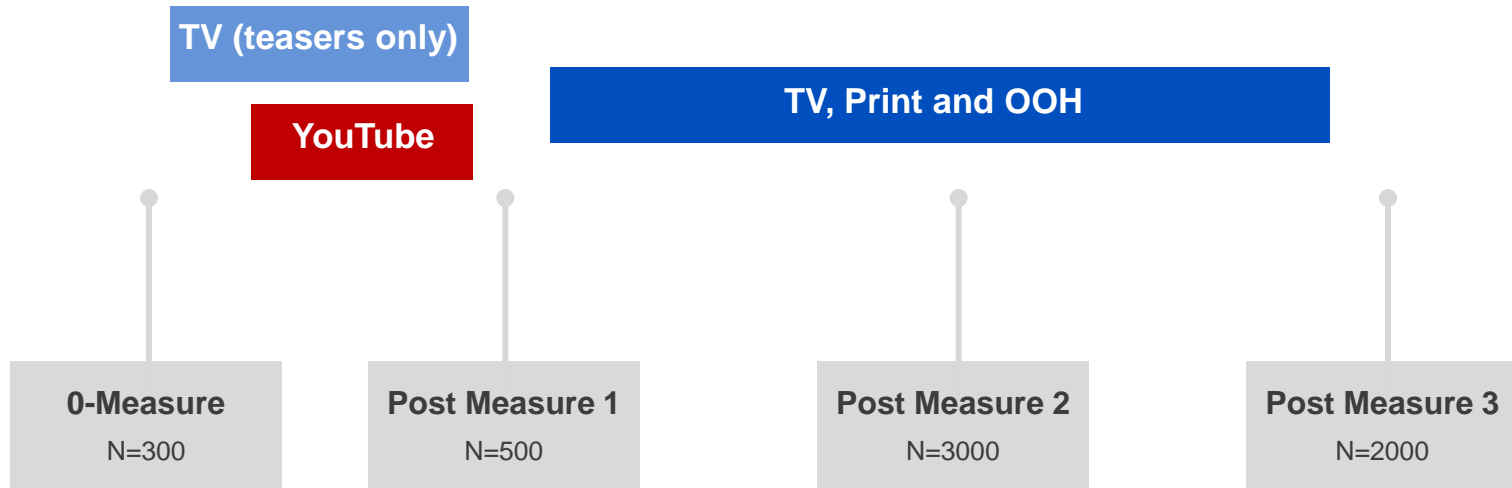 TV (teasers only)
TV, Print and OOH
YouTube
0-Measure
N=300
Post Measure 1
N=500
Post Measure 2
N=3000
Post Measure 3
N=2000